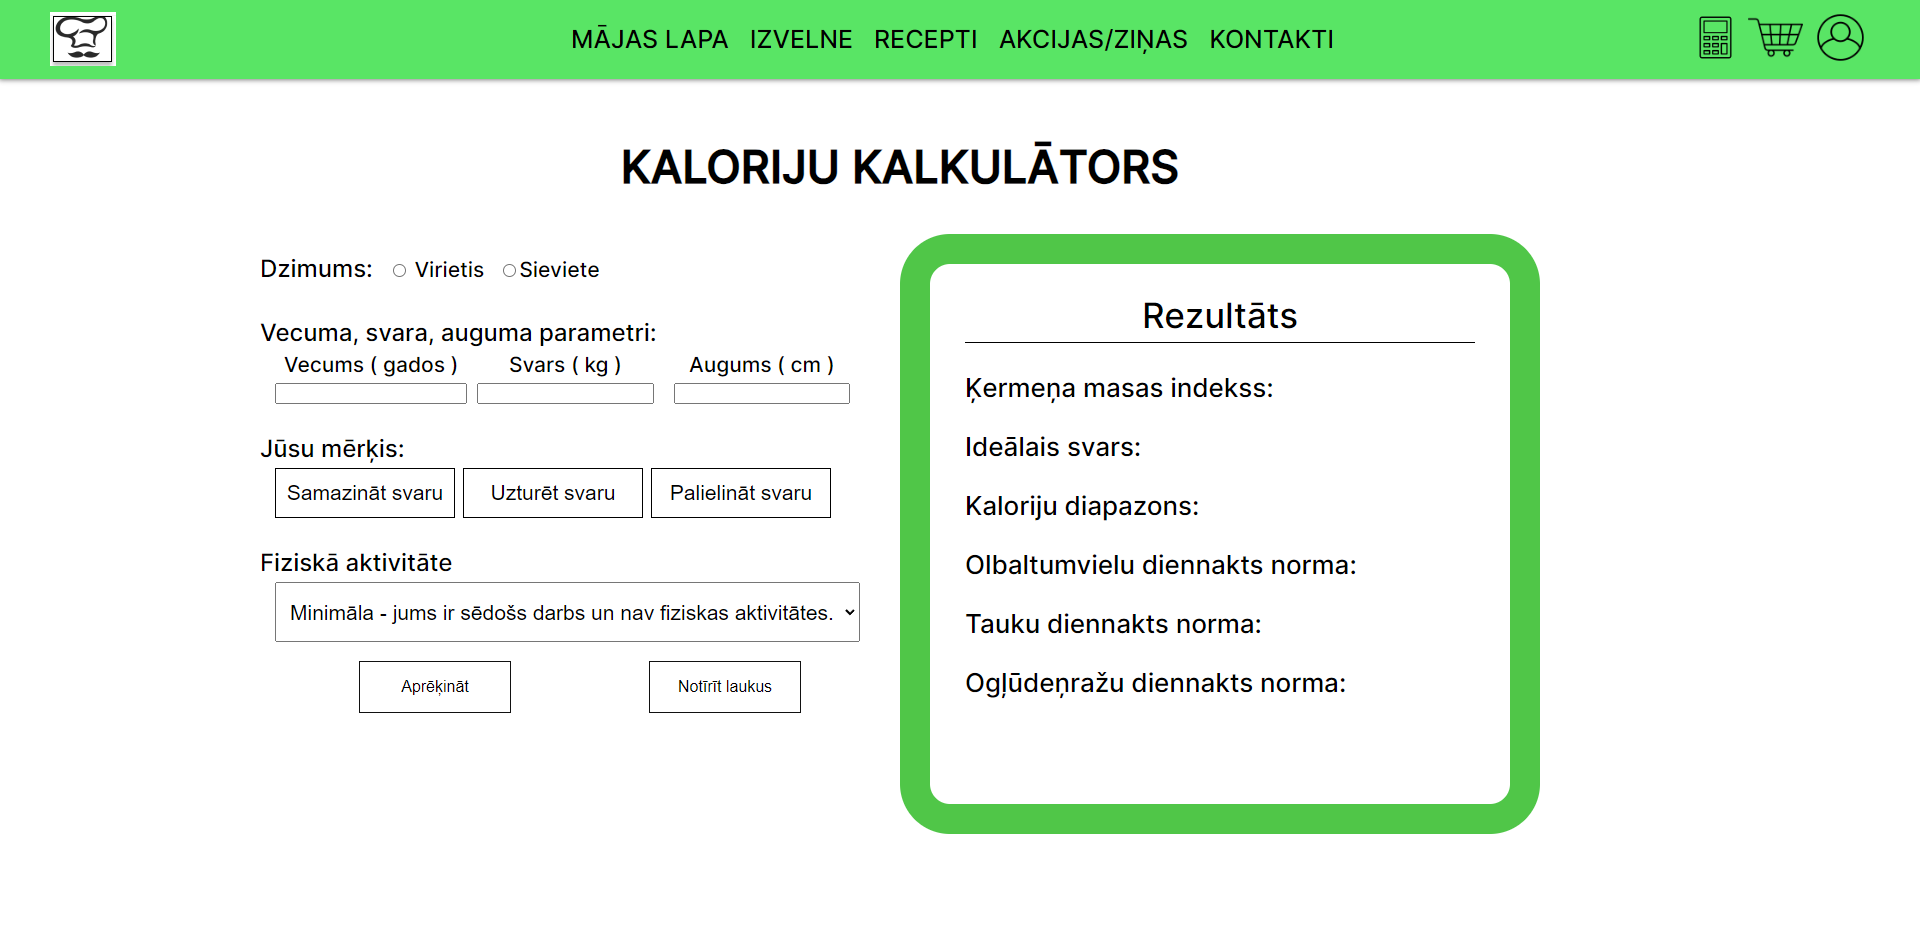 MĀJAS LAPA IZVELNE RECEPTI AKCIJAS/ZIŅAS KONTAKTI
KALORIJU KALKULĀTORS
Dzimums: Virietis Sieviete
Vecuma, svara, auguma parametri:
Vecums ( gados ) Svars ( kg ) Augums ( cm )
Jūsu mērķis:
Samazināt svaru Uzturēt svaru Palielināt svaru
Fiziskā aktivitāte
Minimāla - jums ir sēdošs darbs un nav fiziskas aktivitātes.
Aprēķināt Notīrīt laukus
Rezultāts
Ķermeņa masas indekss:
Ideālais svars:
Kaloriju diapazons:
Olbaltumvielu diennakts norma:
Tauku diennakts norma:
Ogļūdeņražu diennakts norma: